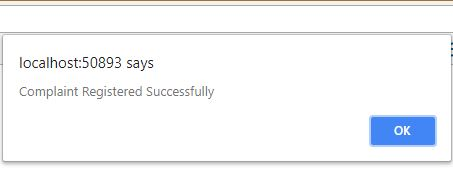 localhost:50893 says
Complaint Registered Successfully
OK